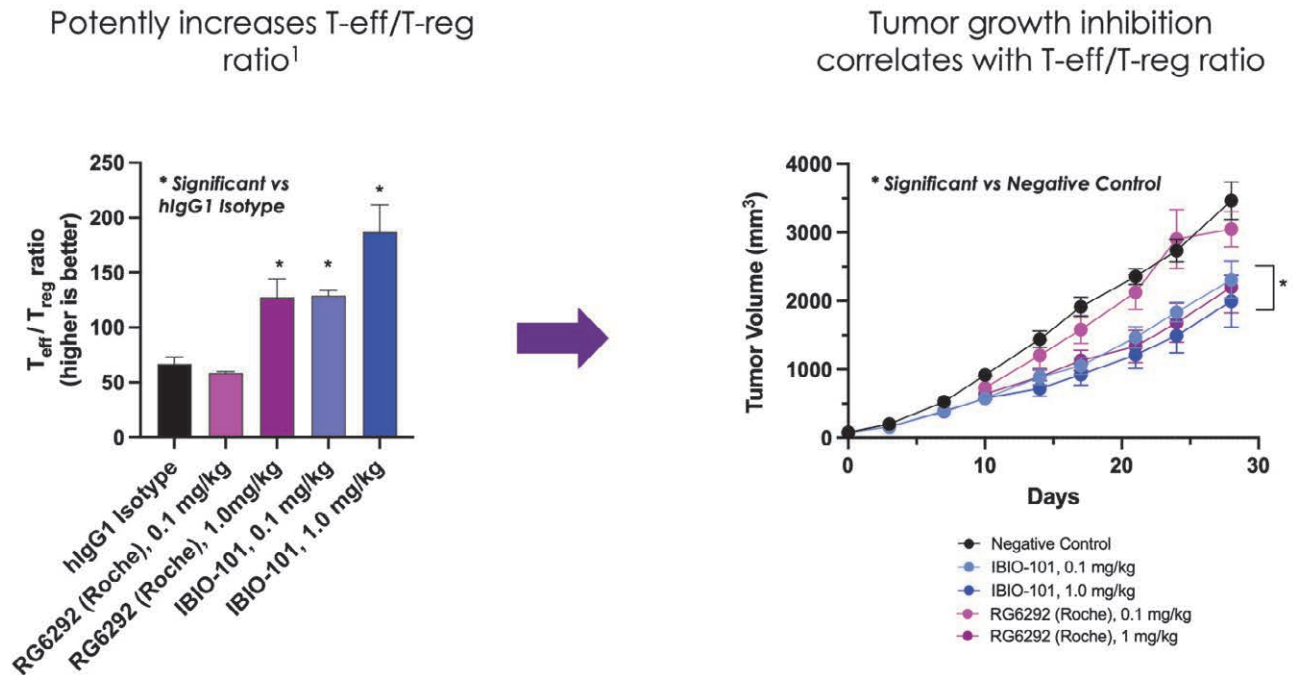 Potently increases T-eff/T-reg
ratio1
Tumor growth inhibition
correlates with T-eff/T-reg ratio
* Significant vs
hIgG1 Isotype
Teff / Treg ratio
(higher is better)
250
200
150
100
50
0
*
*
*
hIgG1 Isotype
RG6292 (Roche), 0.1 mg/kg
RG6292 (Roche), 1.0mg/kg
IBIO-101, 0.1 mg/kg
IBIO-101, 1.0 mg/kg
* Significant vs Negative Control
Tumor Volume (mm3)
4000
3000
2000
1000
0
*
0
10
20
30
Days
Negative Control
IBIO-101, 0.1 mg/kg
IBIO-101, 1.0 mg/kg
RG6292 (Roche), 0.1 mg/kg
RG6292 (Roche), 1 mg/kg